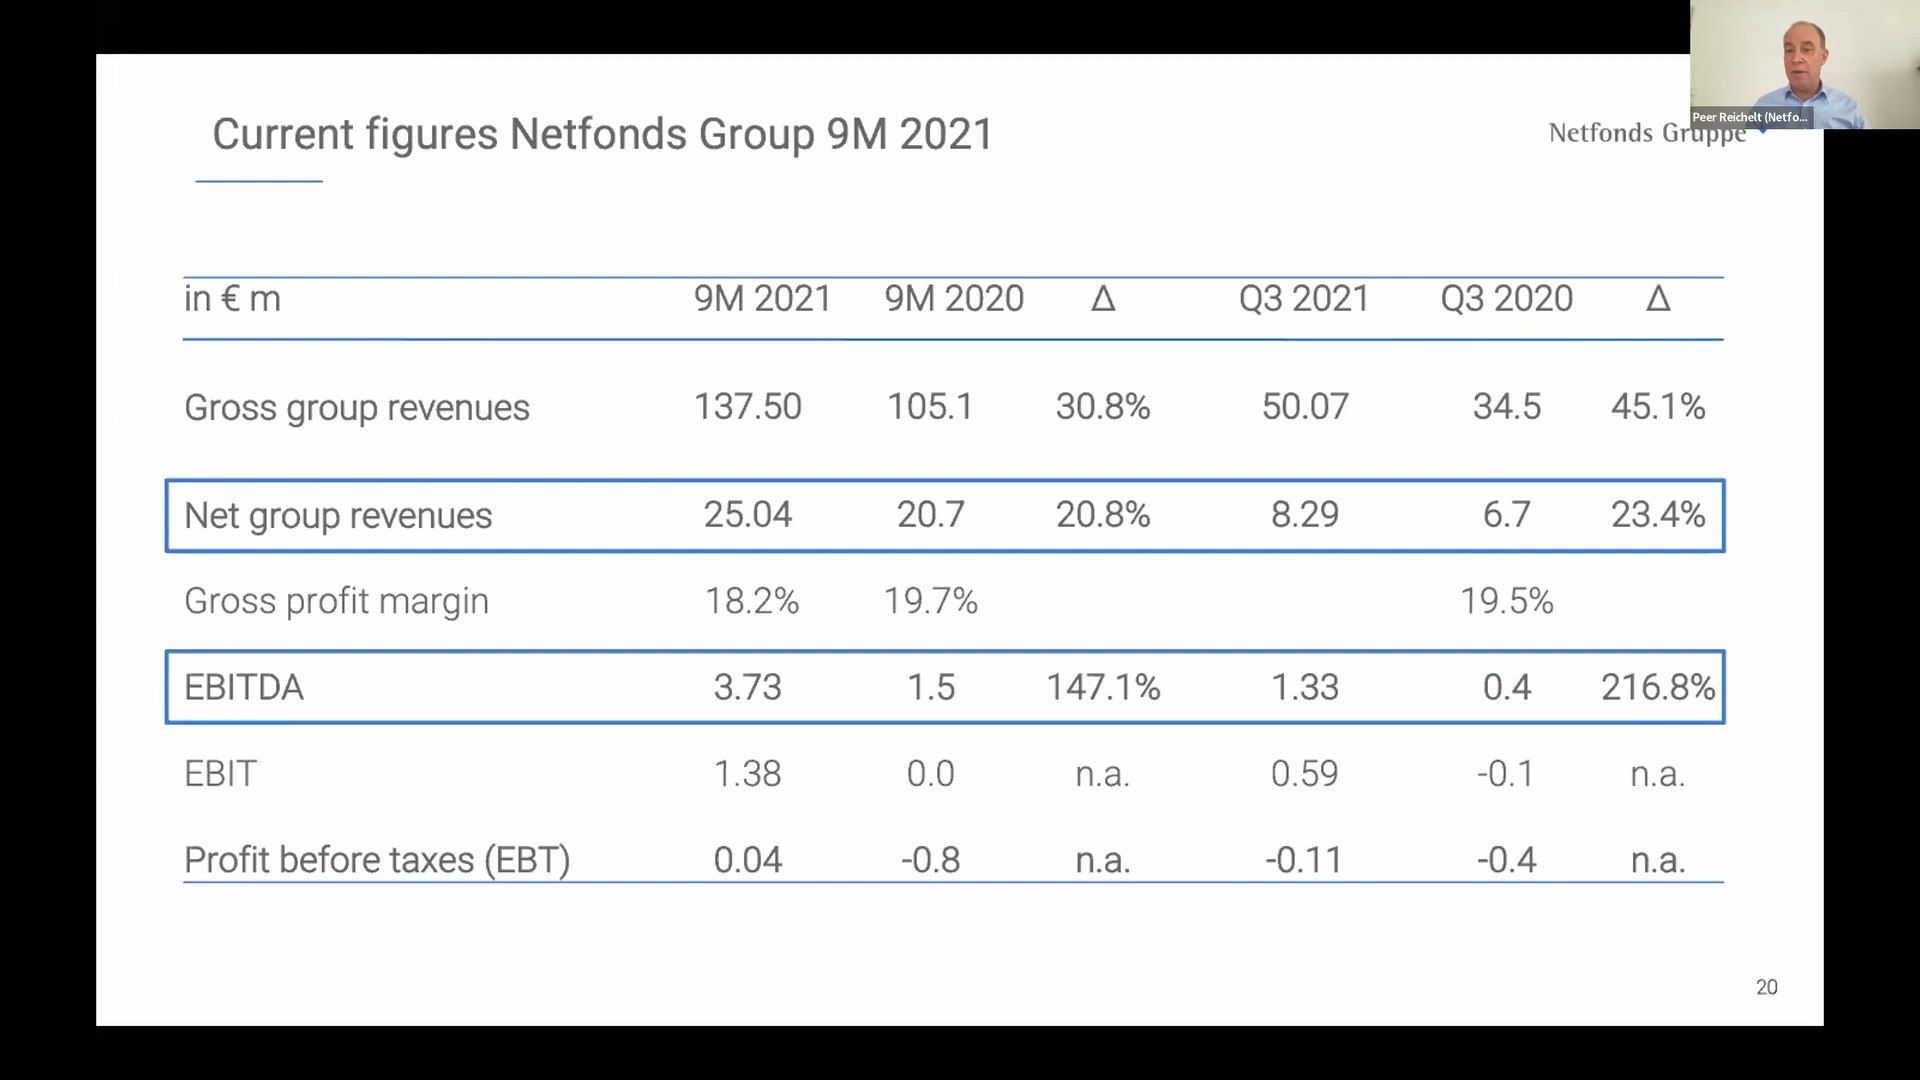 Peer Reichelt (Netfo...
Current figures Netfonds Group 9M 2021
Netfonds Gruppe
in € m 9M 2021 9M 2020 Δ Q3 2021 Q3 2020 Δ
Gross group revenues 137.50 105.1 30.8% 50.07 34.5 45.1%
Net group revenues 25.04 20.7 20.8% 8.29 6.7 23.4%
Gross profit margin 18.2% 19.7% 19.5%
EBITDA 3.73 1.5 147.1% 1.33 0.4 216.8%
EBIT 1.38 0.0 n.a. 0.59 -0.1 n.a.
Profit before taxes (EBT) 0.04 -0.8 n.a. -0.11 -0.4 n.a.
20